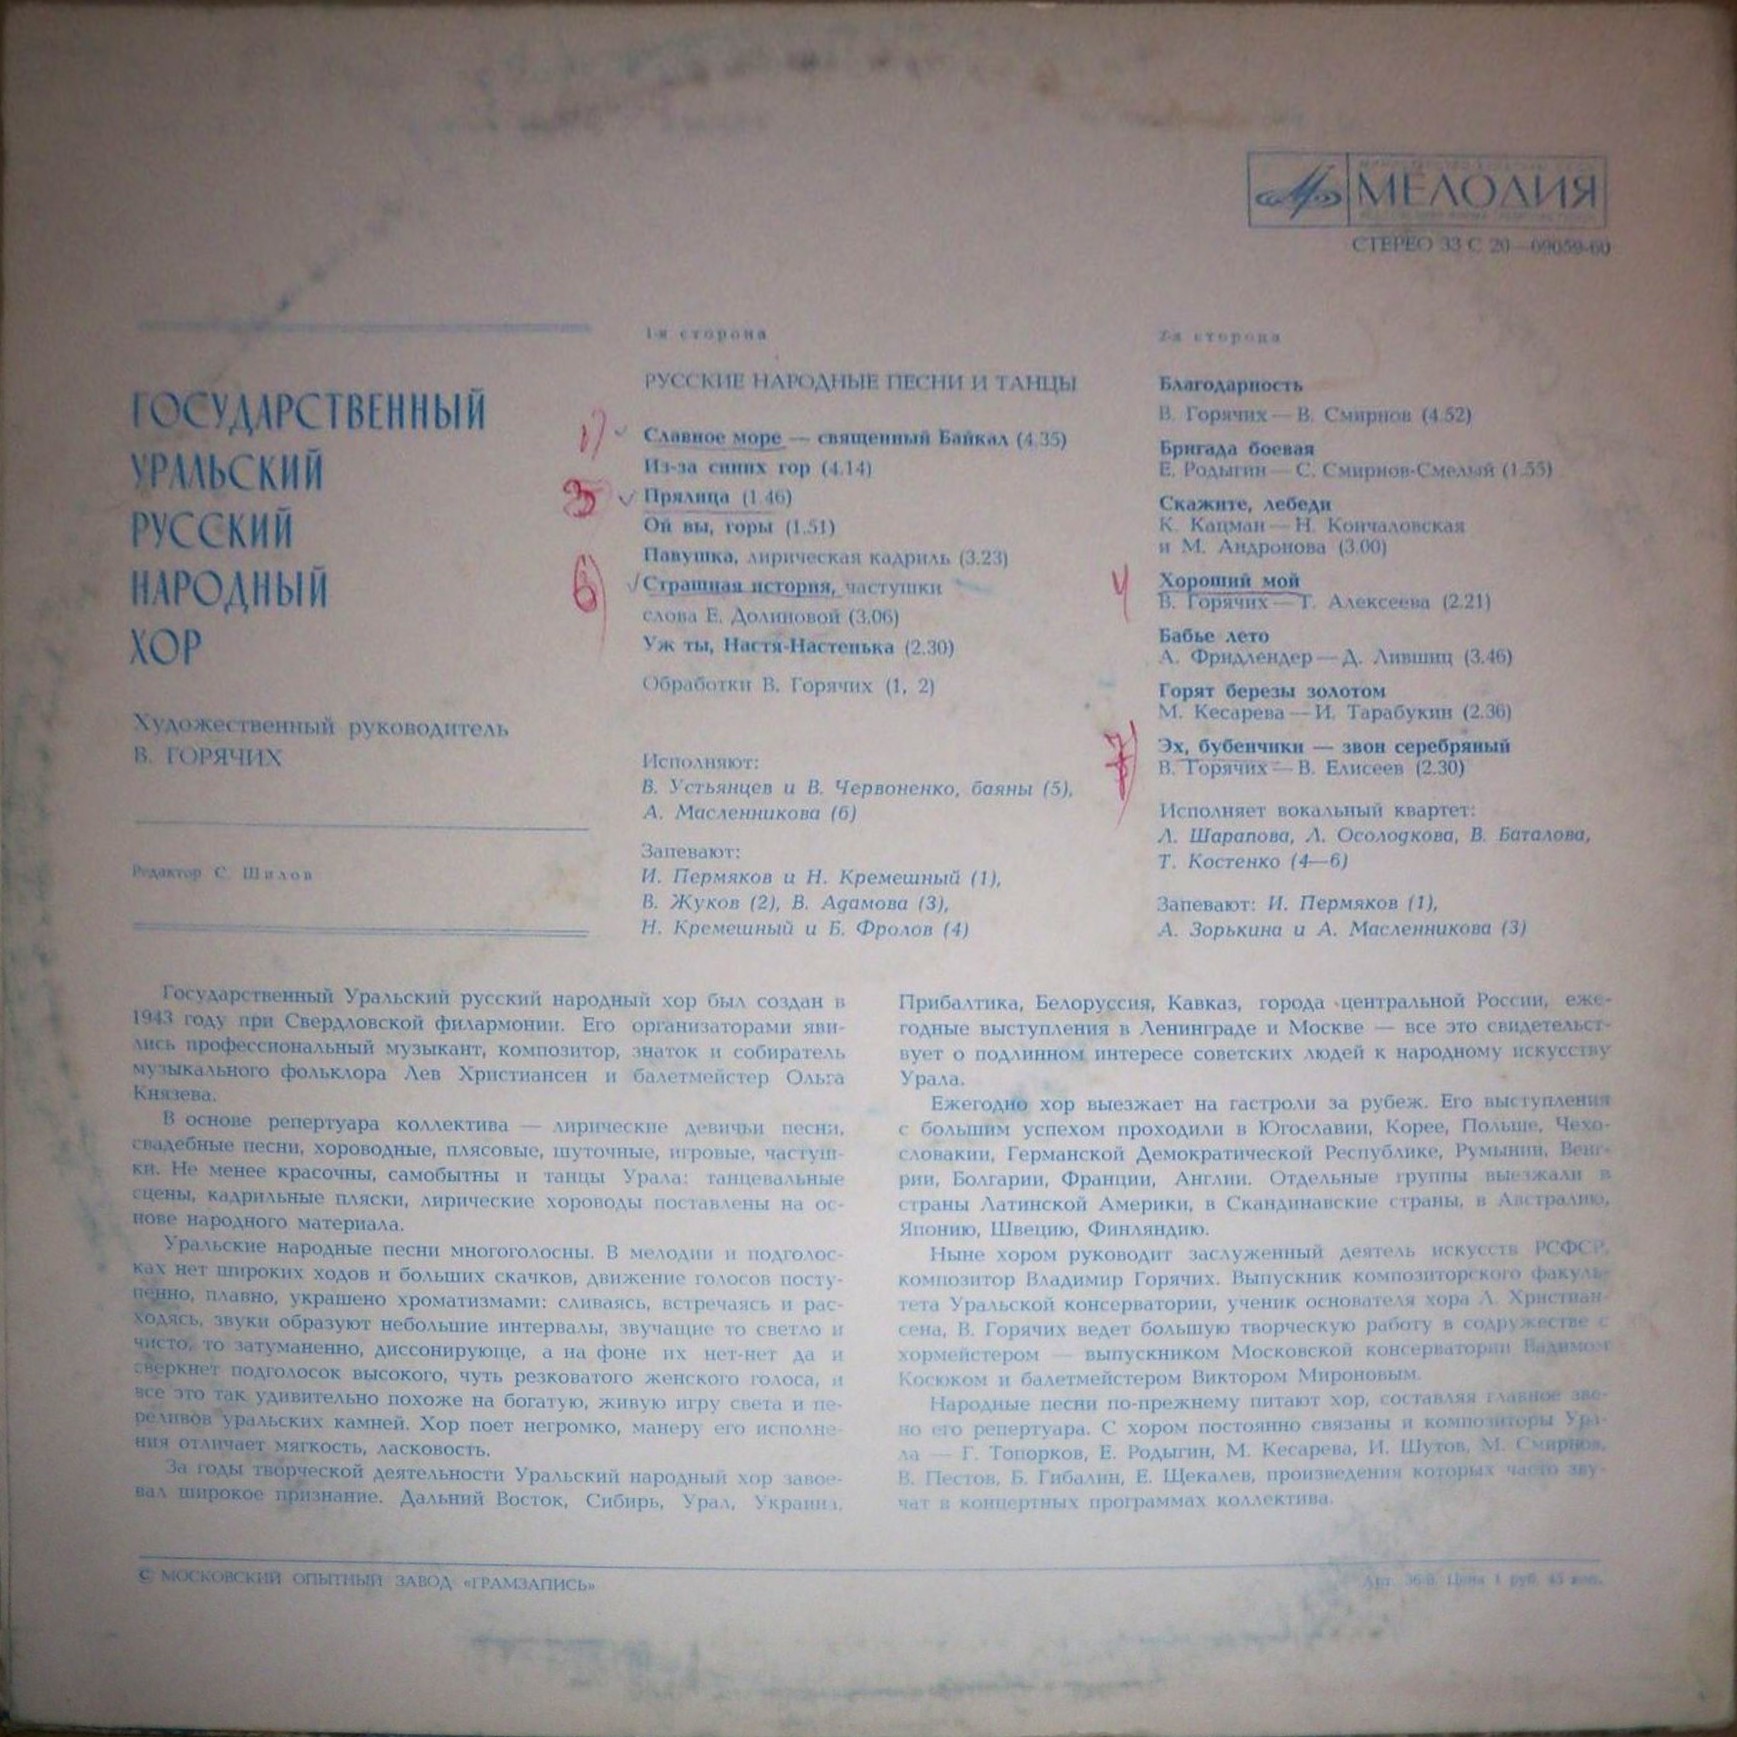 МЕЛОДИЯ
СТЕРЕО 33 С 20—09059-60
ГОСУДАРСТВЕННЫЙ
УРАЛЬСКИЙ
РУССКИЙ
НАРОДНЫЙ
ХОР
Художественный руководитель
В. ГОРЯЧИХ
Редактор С. Шилов
1-я сторона
РУССКИЕ НАРОДНЫЕ ПЕСНИ И ТАНЦЫ
1) Славное море — священный Байкал (4.35)
Из-за синих гор (4.14)
Прялица (1.46)
Ой вы, горы (1.51)
Павушка, лирическая кадриль (3.23)
6) Страшная история, частушки
слова Е. Долиновой (3.06)
Уж ты, Настя-Настенька (2.30)
Обработки В. Горячих (1, 2)
Исполняют:
В. Устьянцев и В. Червоненко, баяны (5),
А. Масленникова (6)
Запевают:
И. Пермяков и Н. Кремешный (1),
В. Жуков (2), В. Адамова (3),
Н. Кремешный и Б. Фролов (4)
2-я сторона
Благодарность
В. Горячих — В. Смирнов (4.52)
Бригада боевая
Е. Родыгин — С. Смирнов-Смелый (1.55)
Скажите, лебеди
К. Кацман — Н. Кончаловская
и М. Андронова (3.00)
4 Хороший мой
В. Горячих — Т. Алексеева (2.21)
Бабье лето
А. Фридлендер — Д. Лившиц (3.46)
Горят березы золотом
М. Кесарева — И. Тарабукин (2.36)
7) Эх, бубенчики — звон серебряный
В. Горячих — В. Елисеев (2.30)
Исполняет вокальный квартет:
Л. Шарапова, Л. Осолодкова, В. Баталова,
Т. Костенко (4—6)
Запевают: И. Пермяков (1),
А. Зорькина и А. Масленникова (3)
Государственный Уральский русский народный хор был создан в
1943 году при Свердловской филармонии. Его организаторами яви-
лись профессиональный музыкант, композитор, знаток и собиратель
музыкального фольклора Лев Христиансен и балетмейстер Ольга
Князева.
В основе репертуара коллектива — лирические девичьи песни,
свадебные песни, хороводные, плясовые, шуточные, игровые, частуш-
ки. Не менее красочны, самобытны и танцы Урала: танцевальные
сцены, кадрильные пляски, лирические хороводы поставлены на ос-
нове народного материала.
Уральские народные песни многоголосны. В мелодии и подголос-
ках нет широких ходов и больших скачков, движение голосов посту-
пенно, плавно, украшено хроматизмами: сливаясь, встречаясь и рас-
ходясь, звуки образуют небольшие интервалы, звучащие то светло и
чисто, то затуманенно, диссонирующе, а на фоне их нет-нет да и
сверкнет подголосок высокого, чуть резковатого женского голоса, и
все это так удивительно похоже на богатую, живую игру света и пе-
реливов уральских камней. Хор поет негромко, манеру его исполне-
ния отличает мягкость, ласковость.
За годы творческой деятельности Уральский народный хор завое-
вал широкое признание. Дальний Восток, Сибирь, Урал, Украина,
Прибалтика, Белоруссия, Кавказ, города центральной России, еже-
годные выступления в Ленинграде и Москве — все это свидетельст-
вует о подлинном интересе советских людей к народному искусству
Урала.
Ежегодно хор выезжает на гастроли за рубеж. Его выступления
с большим успехом проходили в Югославии, Корее, Польше, Чехо-
словакии, Германской Демократической Республике, Румынии, Венг-
рии, Болгарии, Франции, Англии. Отдельные группы выезжали в
страны Латинской Америки, в Скандинавские страны, в Австралию,
Японию, Швецию, Финляндию.
Ныне хором руководит заслуженный деятель искусств РСФСР,
композитор Владимир Горячих. Выпускник композиторского факуль-
тета Уральской консерватории, ученик основателя хора Л. Христиан-
сена, В. Горячих ведет большую творческую работу в содружестве с
хормейстером — выпускником Московской консерватории Вадимом
Косюком и балетмейстером Виктором Мироновым.
Народные песни по-прежнему питают хор, составляя главное зве-
но его репертуара. С хором постоянно связаны и композиторы Ура-
ла — Г. Топорков, Е. Родыгин, М. Кесарева, И. Шутов, М. Смирнов,
В. Пестов, Б. Гибалин, Е. Щекалев, произведения которых часто зву-
чат в концертных программах коллектива.
© МОСКОВСКИЙ ОПЫТНЫЙ ЗАВОД «ГРАМЗАПИСЬ»
Арт. 36-8. Цена 1 руб. 45 коп.